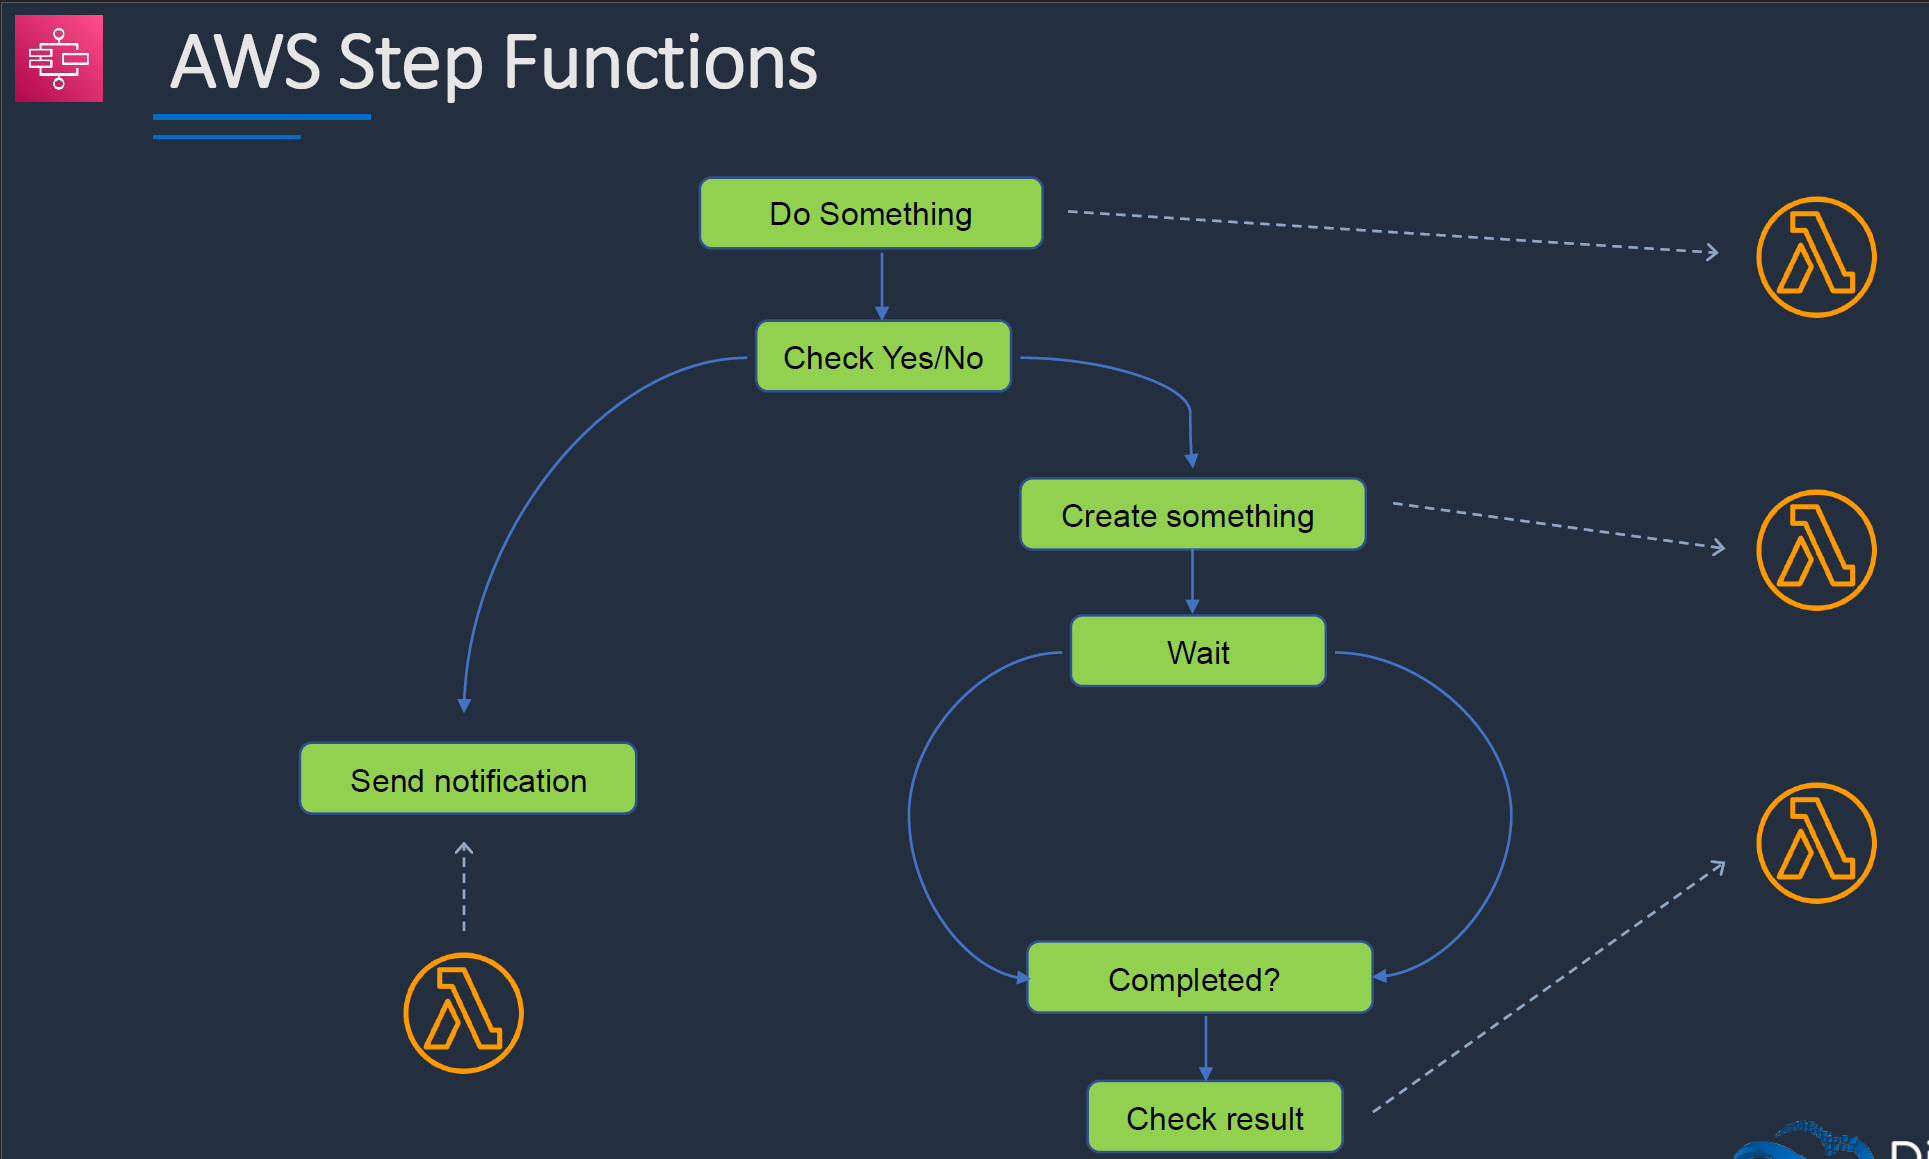 AWS Step Functions
Do Something
Check Yes/No
Create something
Wait
Send notification
Completed?
Check result